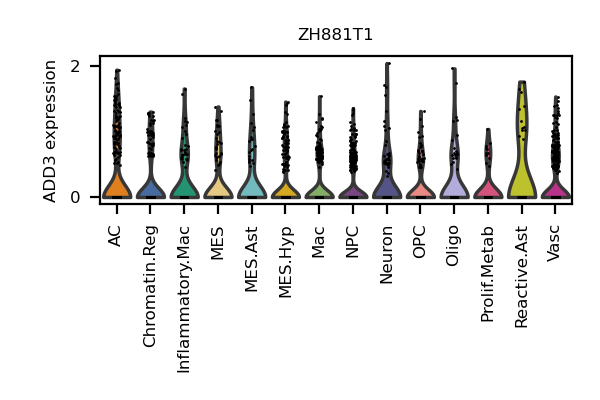 ZH881T1
ADD3 expression
2
0
AC
Chromatin.Reg
Inflammatory.Mac
MES
MES.Ast
MES.Hyp
Mac
NPC
Neuron
OPC
Oligo
Prolif.Metab
Reactive.Ast
Vasc